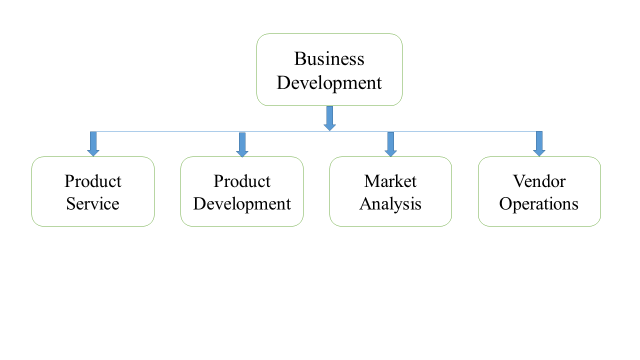 Business
Development
Product
Service
Product
Development
Market
Analysis
Vendor
Operations